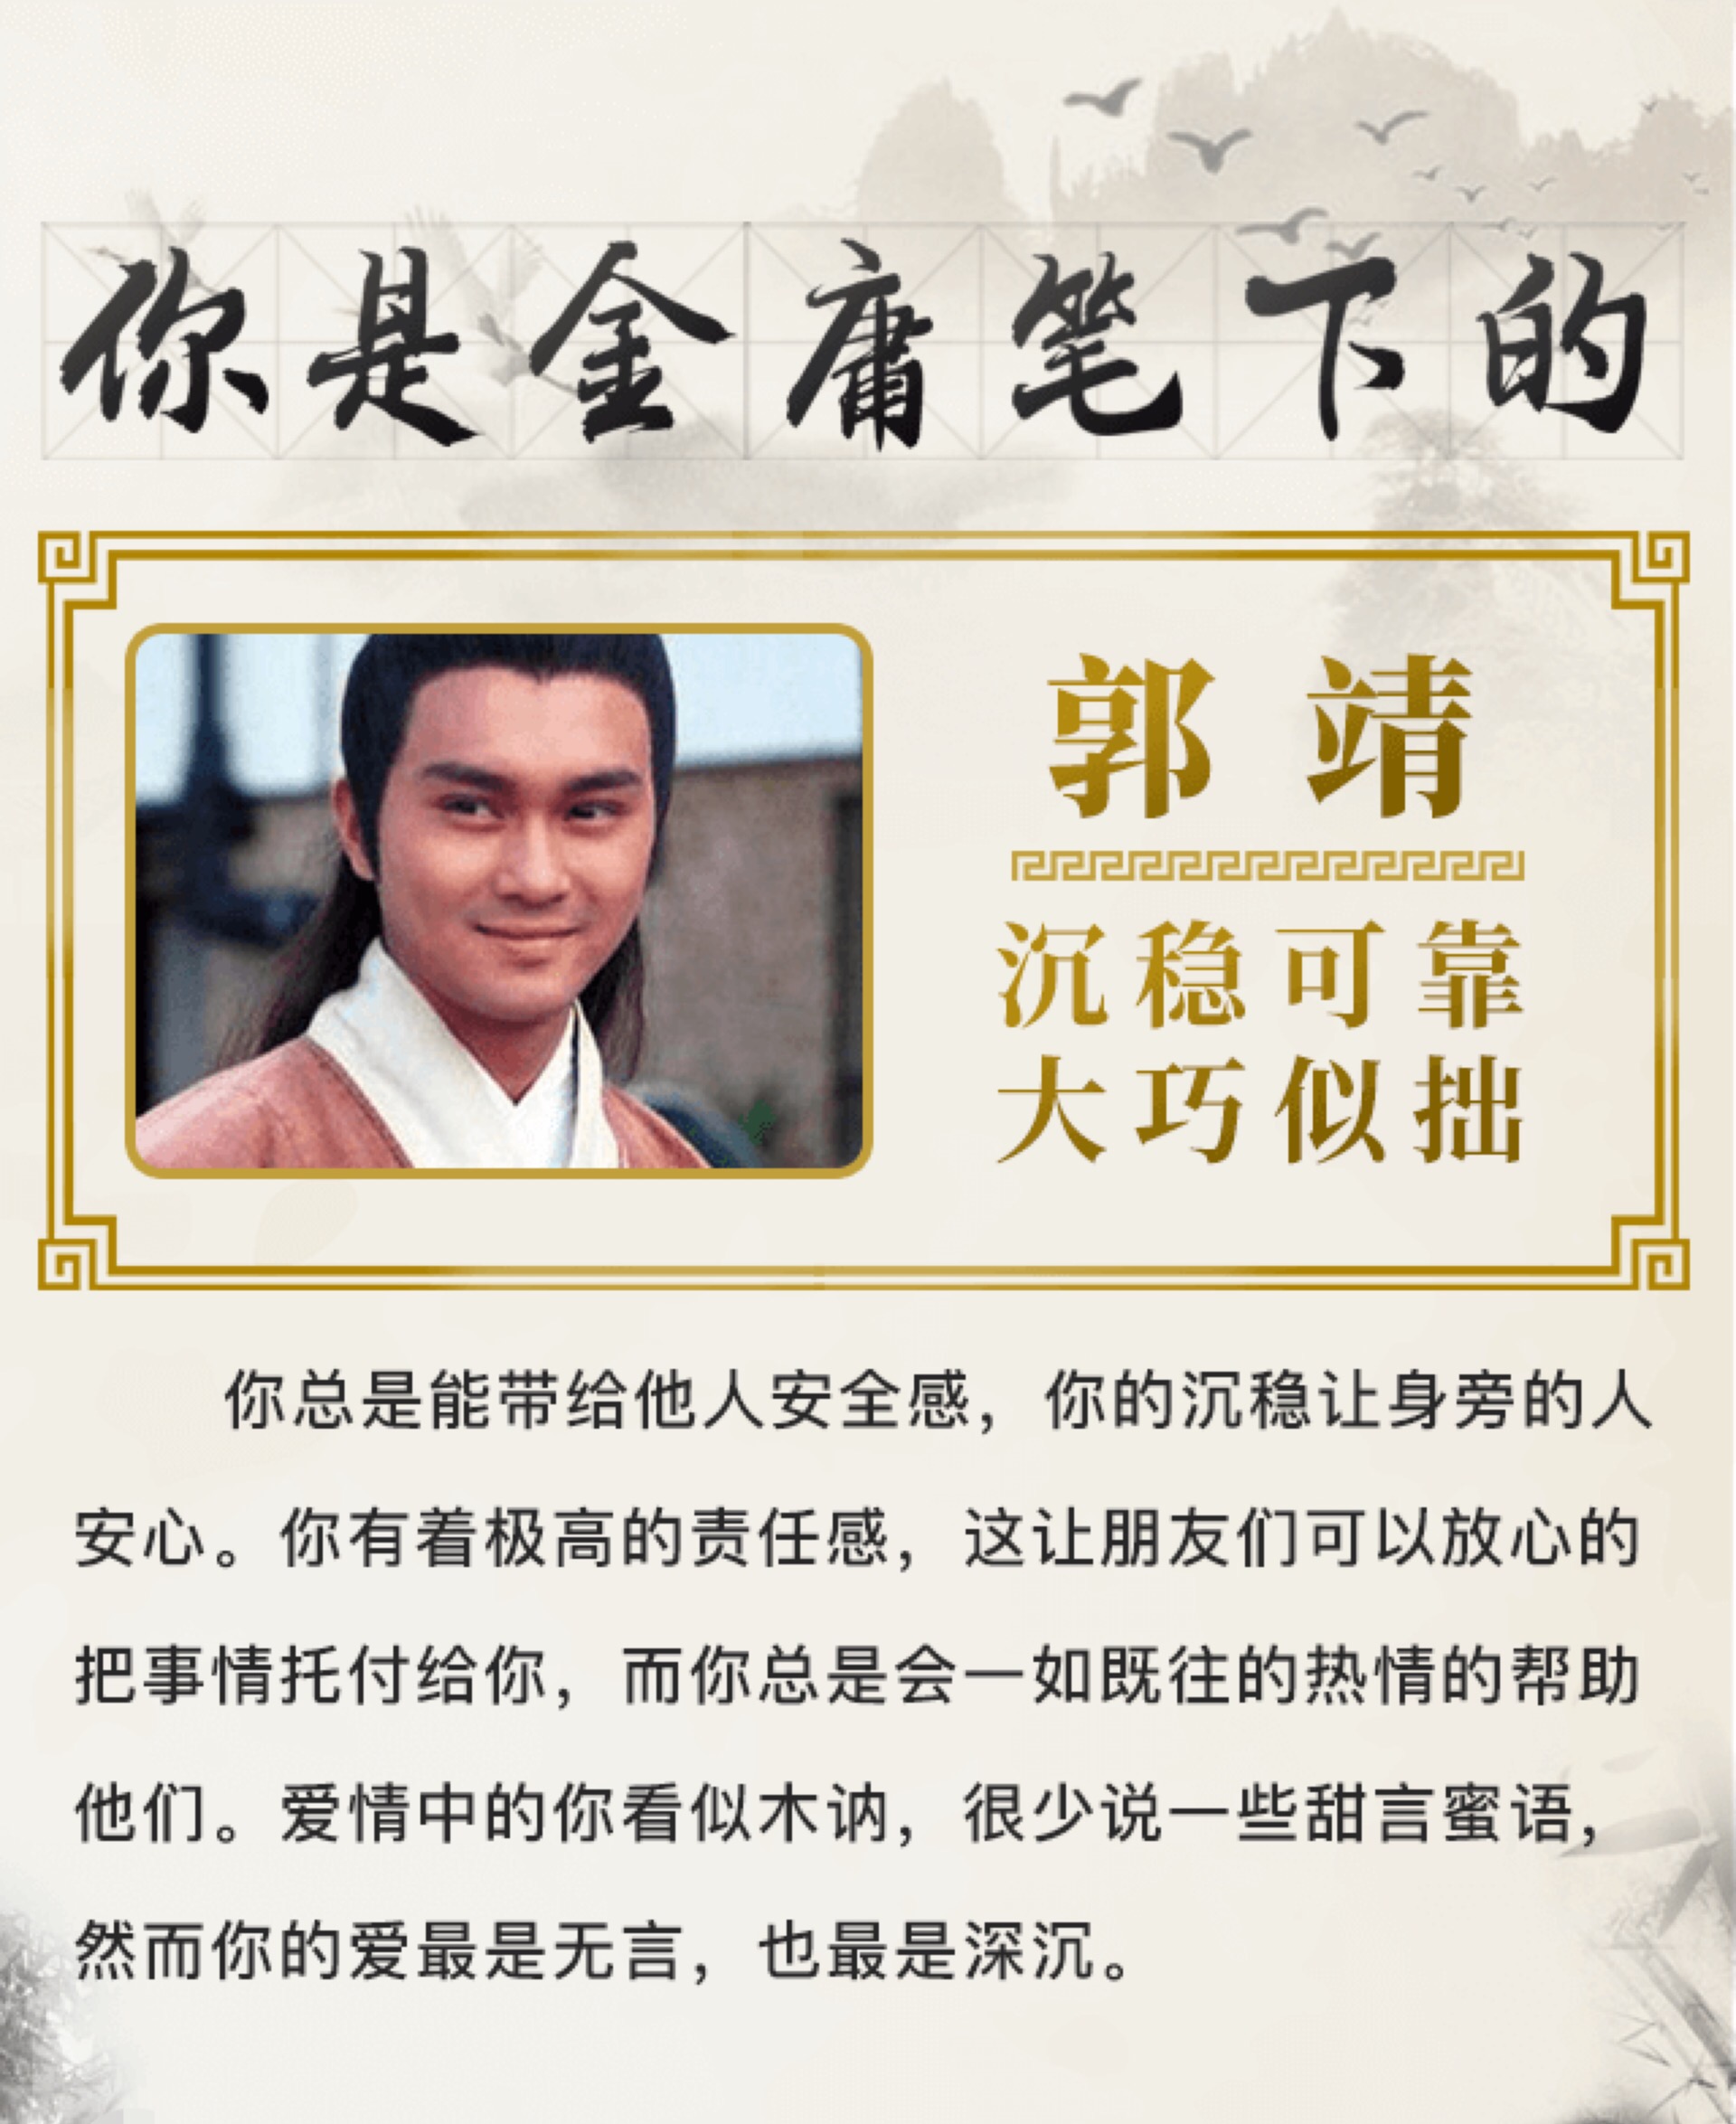 你是金庸笔下的
郭靖
沉稳可靠
大巧似拙
你总是能带给他人安全感，你的沉稳让身旁的人
安心。你有着极高的责任感，这让朋友们可以放心的
把事情托付给你，而你总是会一如既往的热情的帮助
他们。爱情中的你看似木讷，很少说一些甜言蜜语，
然而你的爱最是无言，也最是深沉。